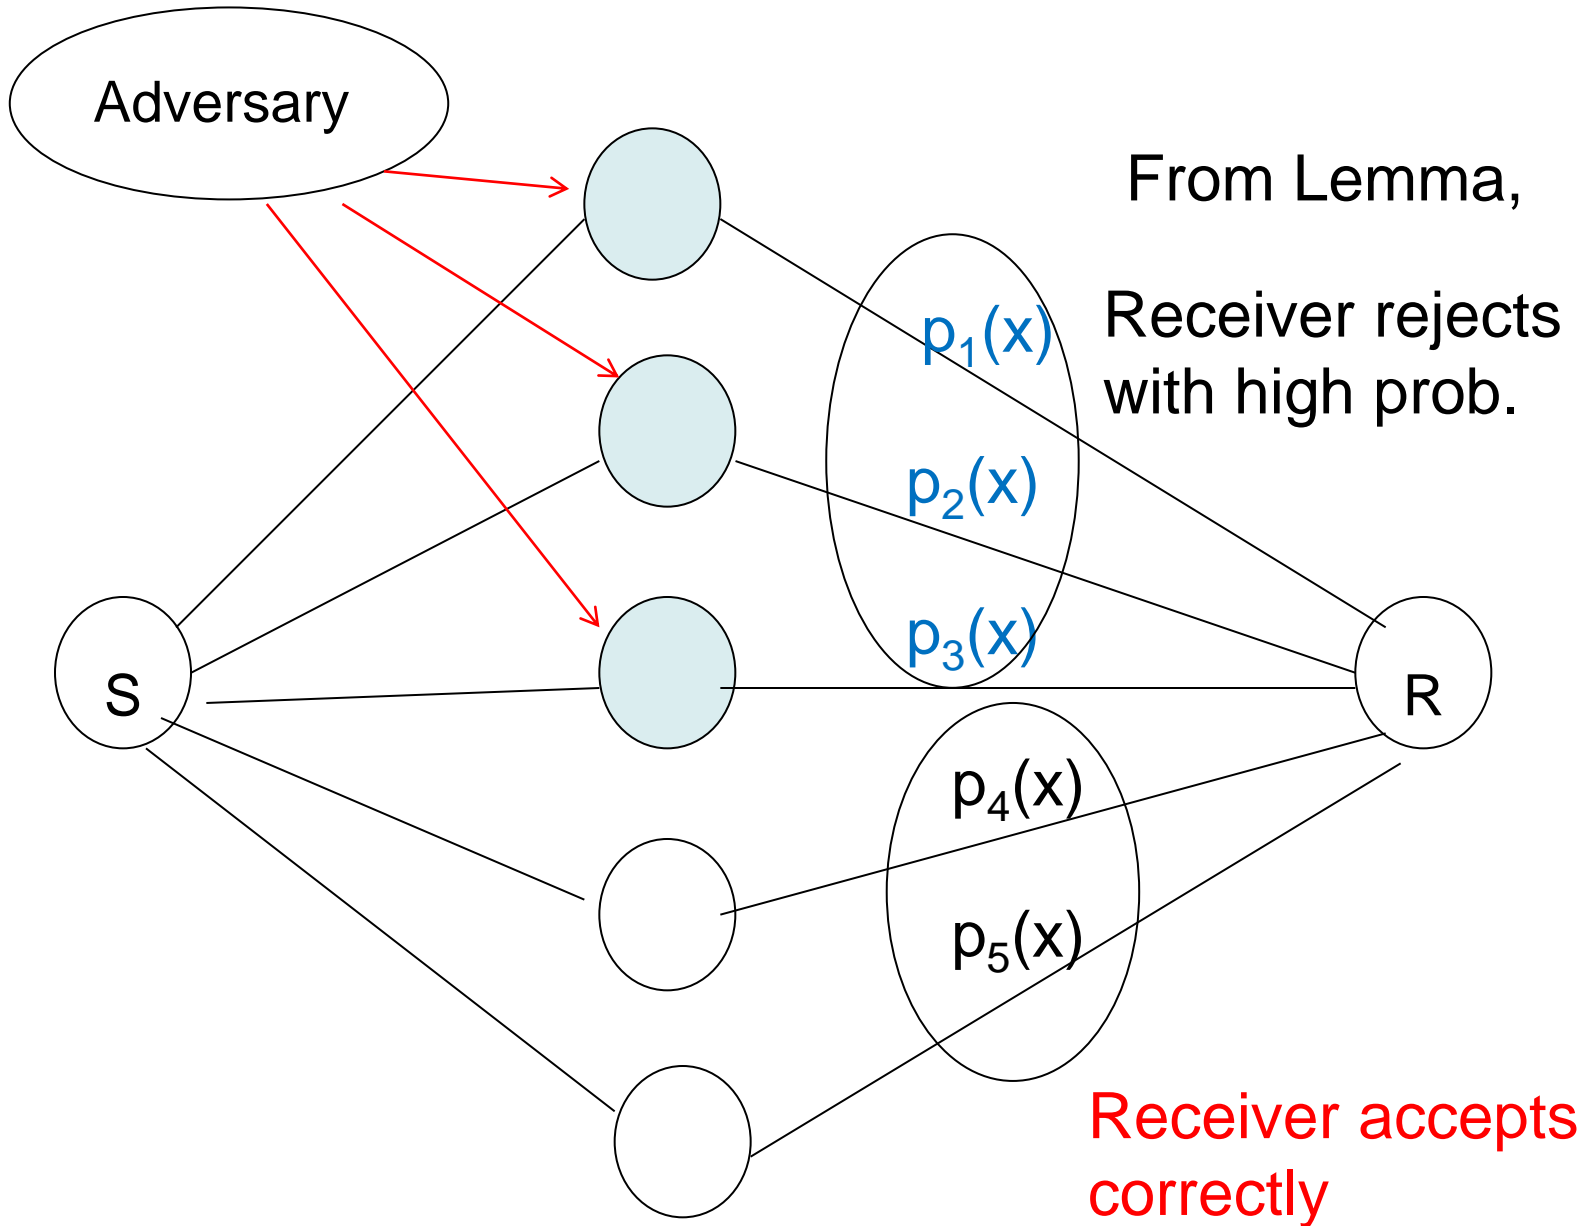 Adversary
From Lemma,
Receiver rejects
with high prob.
p₁(x)
p₂(x)
p₃(x)
S
R
p₄(x)
p₅(x)
Receiver accepts
correctly